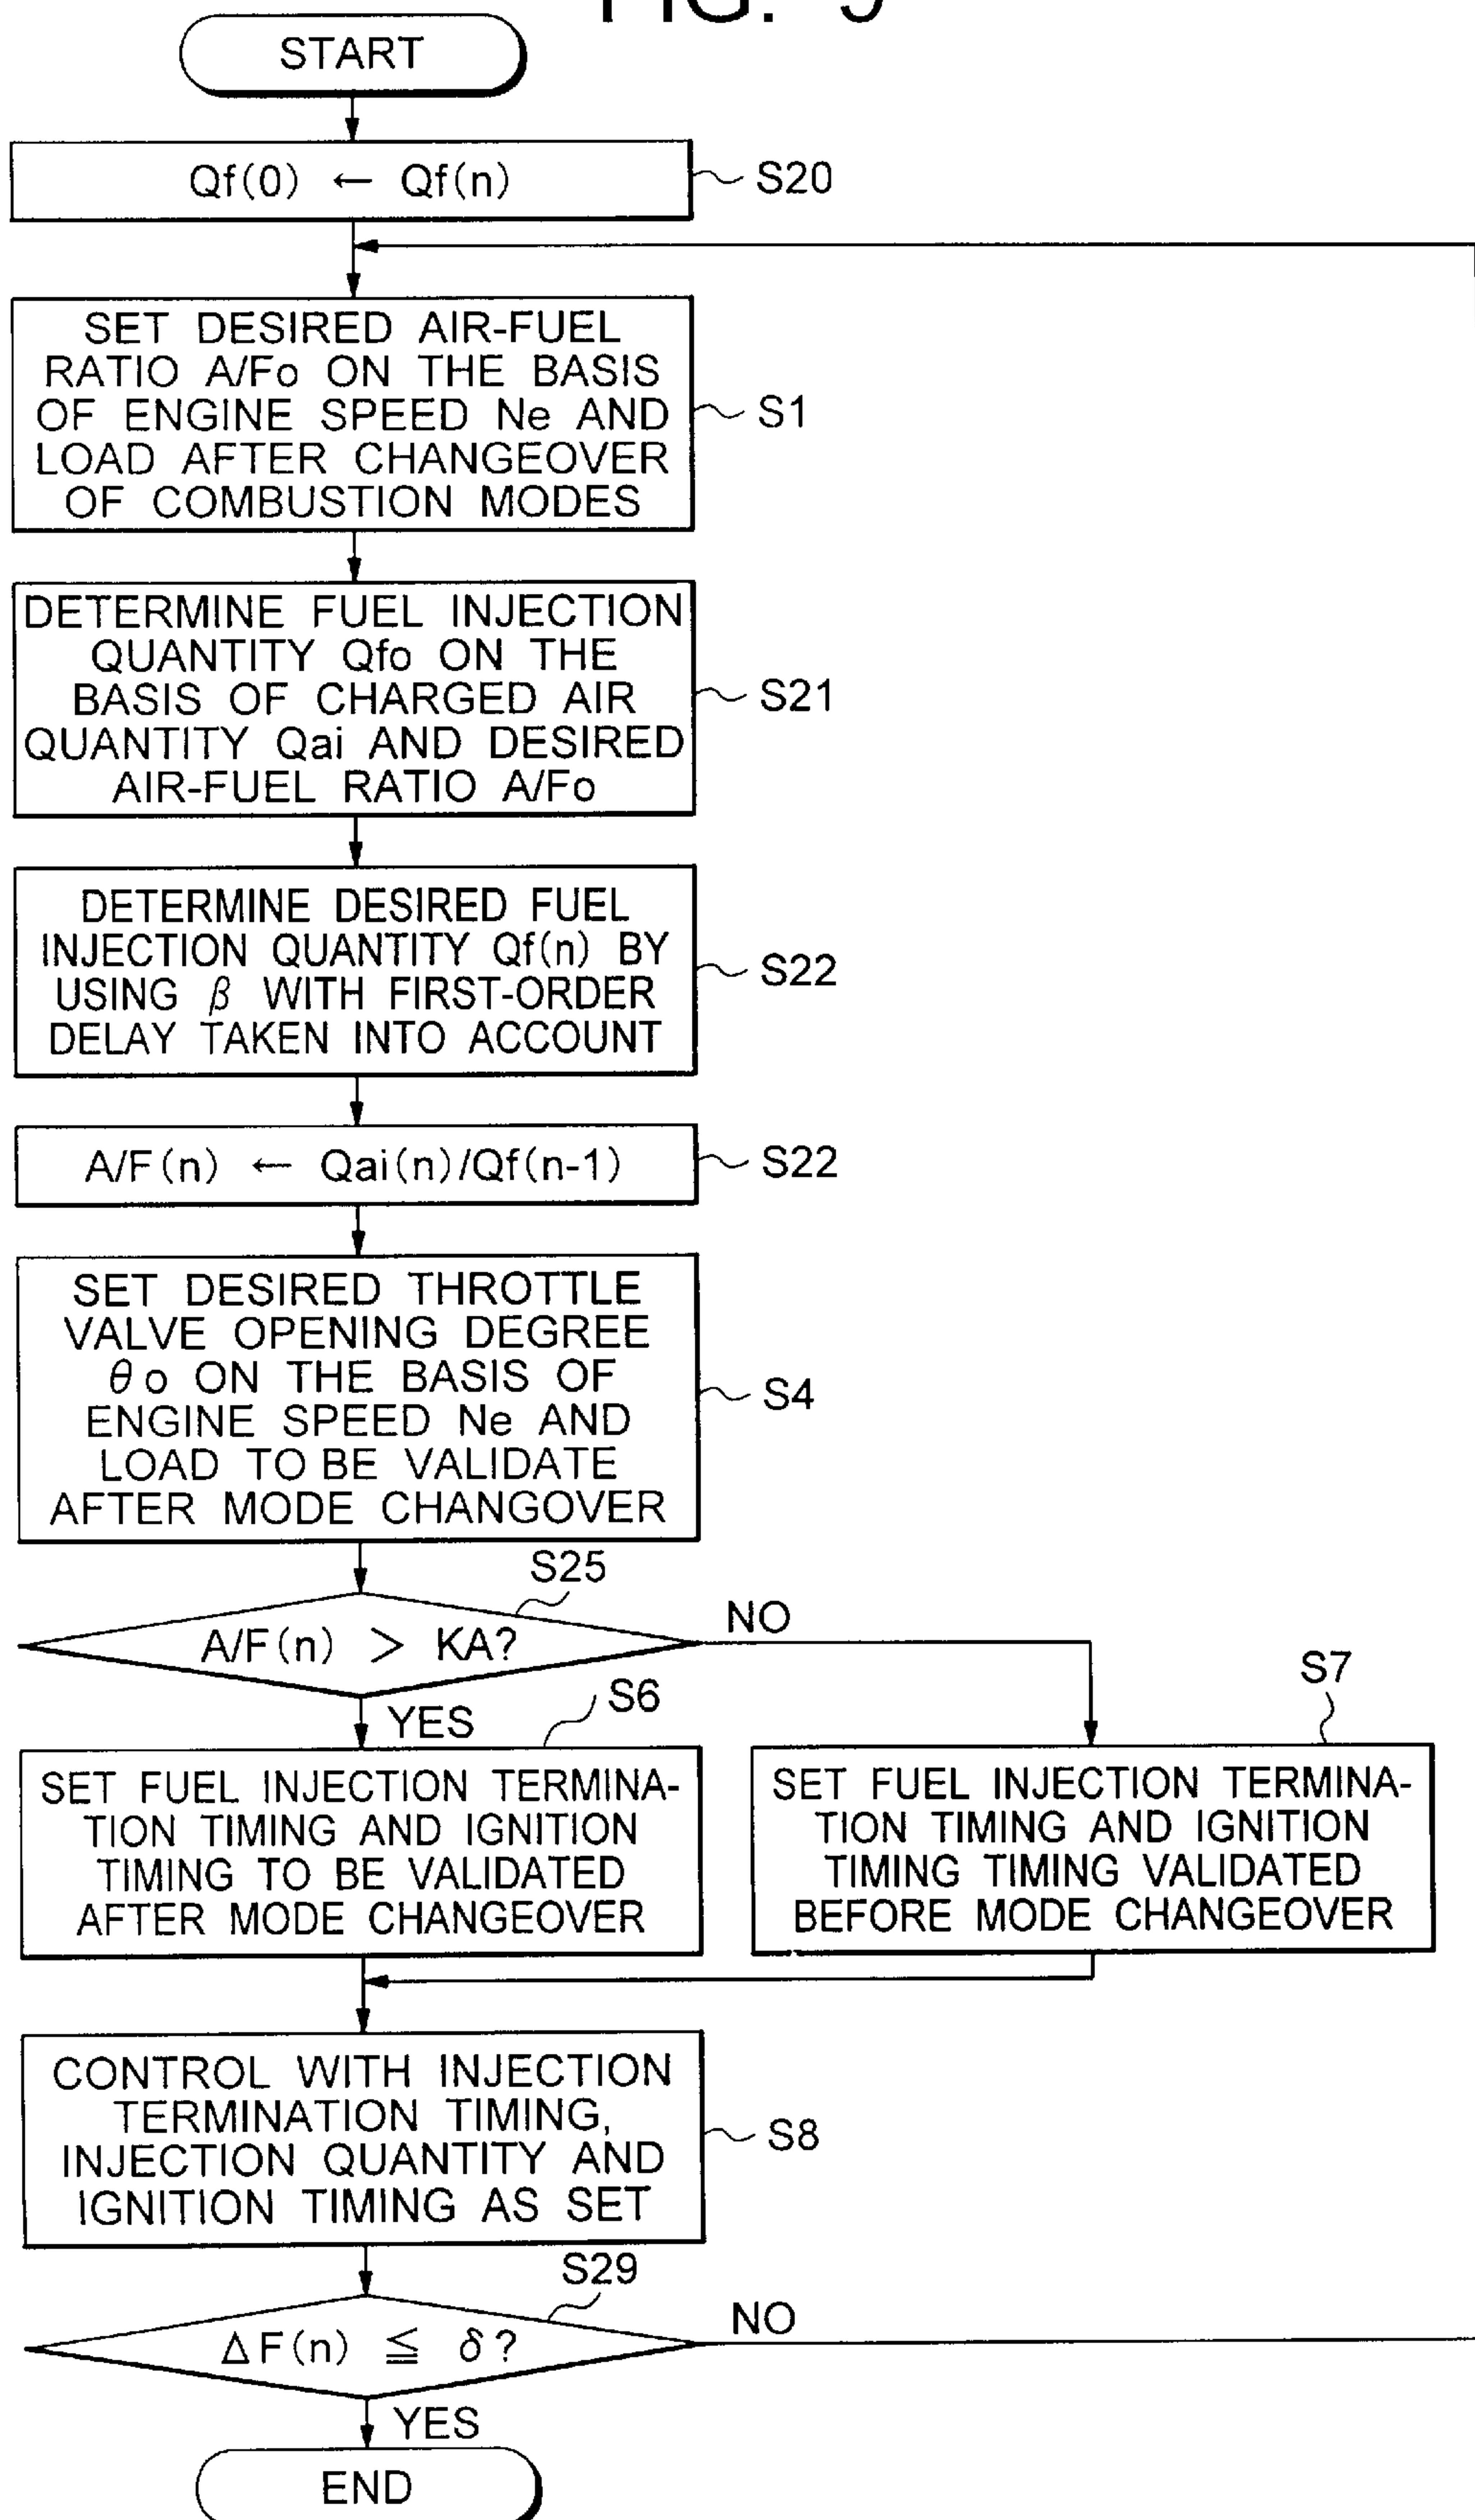 FIG. 9
START
Qf(0) ← Qf(n)
S20
SET DESIRED AIR-FUEL
RATIO A/Fo ON THE BASIS
OF ENGINE SPEED Ne AND
LOAD AFTER CHANGEOVER
OF COMBUSTION MODES
S1
DETERMINE FUEL INJECTION
QUANTITY Qfo ON THE
BASIS OF CHARGED AIR
QUANTITY Qai AND DESIRED
AIR-FUEL RATIO A/Fo
S21
DETERMINE DESIRED FUEL
INJECTION QUANTITY Qf(n) BY
USING β WITH FIRST-ORDER
DELAY TAKEN INTO ACCOUNT
S22
A/F(n) ← Qai(n)/Qf(n-1)
S22
SET DESIRED THROTTLE
VALVE OPENING DEGREE
θo ON THE BASIS OF
ENGINE SPEED Ne AND
LOAD TO BE VALIDATE
AFTER MODE CHANGOVER
S4
S25
A/F(n) > KA?
NO
YES
S6
S7
SET FUEL INJECTION TERMINA-
TION TIMING AND IGNITION
TIMING TO BE VALIDATED
AFTER MODE CHANGEOVER
SET FUEL INJECTION TERMINA-
TION TIMING AND IGNITION
TIMING TIMING VALIDATED
BEFORE MODE CHANGEOVER
CONTROL WITH INJECTION
TERMINATION TIMING,
INJECTION QUANTITY AND
IGNITION TIMING AS SET
S8
S29
ΔF(n) ≦ δ?
NO
YES
END